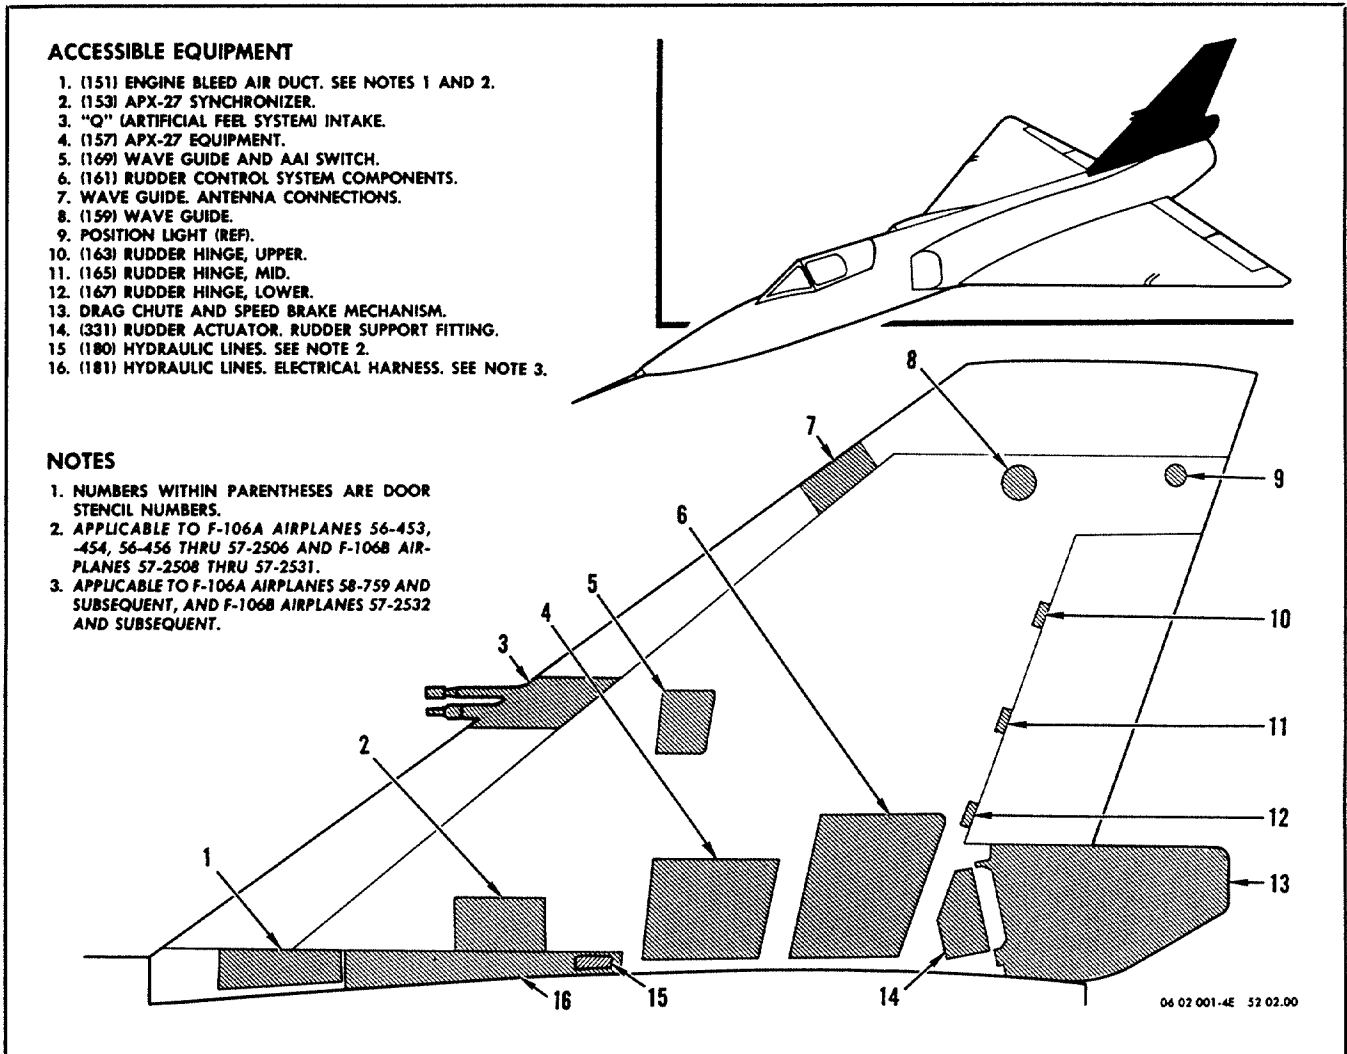 ACCESSIBLE EQUIPMENT
1. (151) ENGINE BLEED AIR DUCT. SEE NOTES 1 AND 2.
2. (153) APX-27 SYNCHRONIZER.
3. "Q" (ARTIFICIAL FEEL SYSTEM) INTAKE.
4. (157) APX-27 EQUIPMENT.
5. (169) WAVE GUIDE AND AAI SWITCH.
6. (161) RUDDER CONTROL SYSTEM COMPONENTS.
7. WAVE GUIDE. ANTENNA CONNECTIONS.
8. (159) WAVE GUIDE.
9. POSITION LIGHT (REF).
10. (163) RUDDER HINGE, UPPER.
11. (165) RUDDER HINGE, MID.
12. (167) RUDDER HINGE, LOWER.
13. DRAG CHUTE AND SPEED BRAKE MECHANISM.
14. (331) RUDDER ACTUATOR. RUDDER SUPPORT FITTING.
15 (180) HYDRAULIC LINES. SEE NOTE 2.
16. (181) HYDRAULIC LINES. ELECTRICAL HARNESS. SEE NOTE 3.
NOTES
1. NUMBERS WITHIN PARENTHESES ARE DOOR
STENCIL NUMBERS.
2. APPLICABLE TO F-106A AIRPLANES 56-453,
-454, 56-456 THRU 57-2506 AND F-106B AIR-
PLANES 57-2508 THRU 57-2531.
3. APPLICABLE TO F-106A AIRPLANES 58-759 AND
SUBSEQUENT, AND F-106B AIRPLANES 57-2532
AND SUBSEQUENT.
8
7
9
6
5
4
10
3
11
2
12
1
13
16
15
14
06 02 001-4E 52 02.00